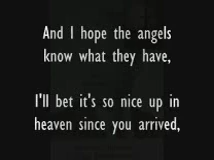 And I hope the angels
know what they have,
I'll bet it's so nice up in
heaven since you arrived,